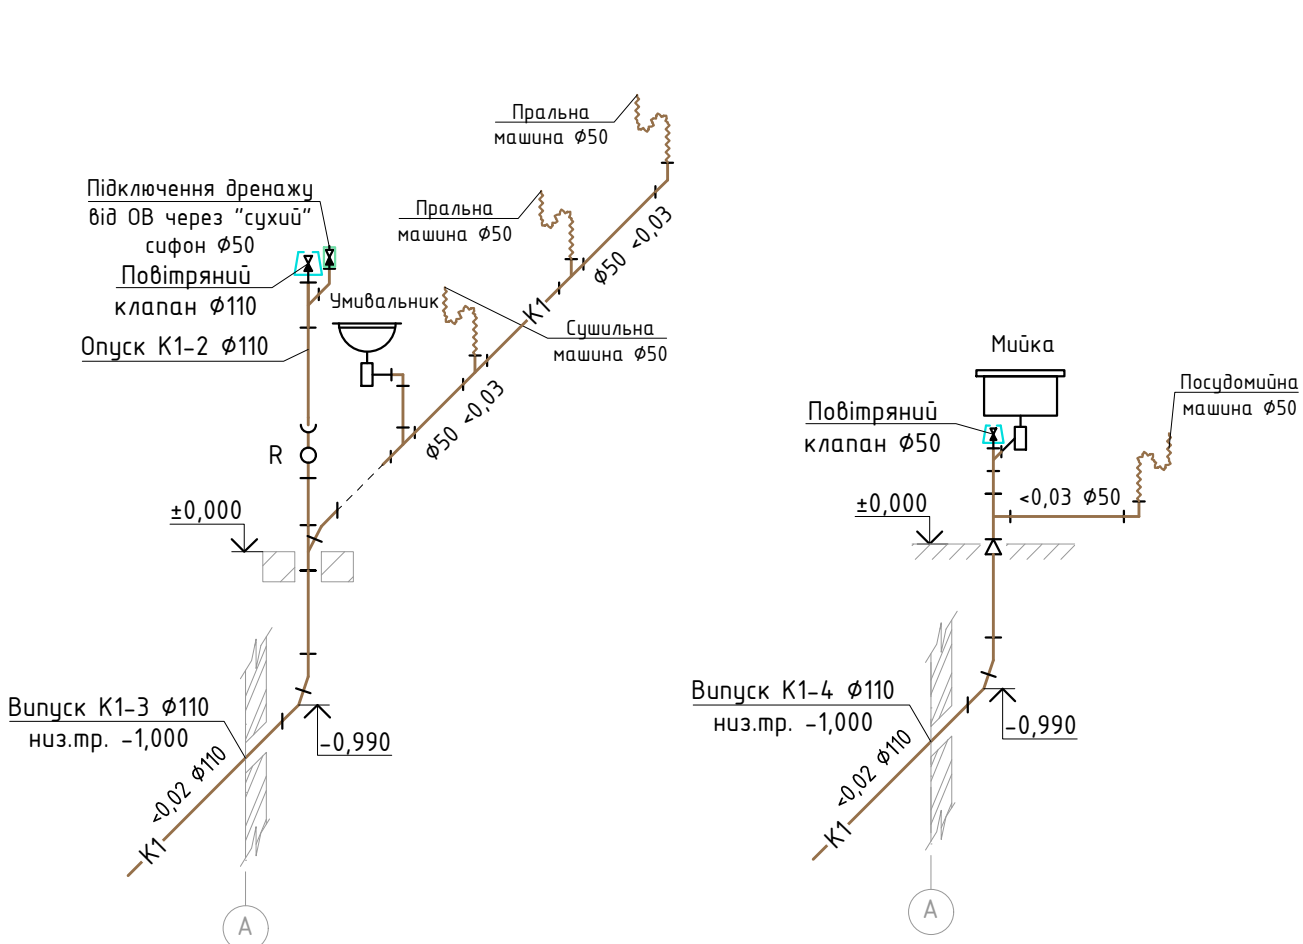 Пральна
машина Ø50
Підключення дренажу
від ОВ через "сухий"
сифон Ø50
Пральна
машина Ø50
Ø50 <0,03
Повітряний
клапан Ø110
Умивальник
К1
Сушильна
машина Ø50
Опуск К1-2 Ø110
Ø50 <0,03
R
±0,000
Випуск К1-3 Ø110
низ.тр. -1,000
-0,990
<0,02 Ø110
К1
А
Мийка
Посудомийна
машина Ø50
Повітряний
клапан Ø50
<0,03 Ø50
±0,000
Випуск К1-4 Ø110
низ.тр. -1,000
-0,990
<0,02 Ø110
К1
А